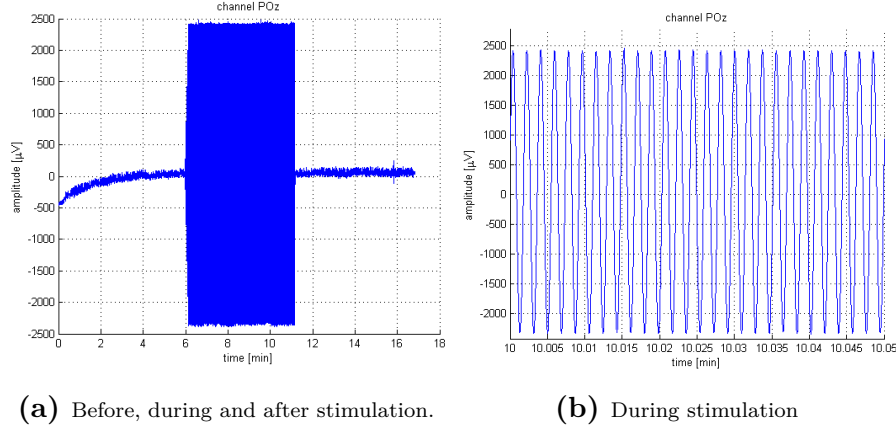 channel POz
2500
2000
1500
1000
500
0
-500
-1000
1500
-2000
-2500
0 2 4 6 8 10 12 14 16 18
amplitude [µV]
time [min]
(a) Before, during and after stimulation.
channel POz
2500
2000
1500
1000
500
0
-500
-1000
-1500
-2000
10 10.005 10.01 10.015 10.02 10.025 10.03 10.035 10.04 10.045 10.05
amplitude [µV]
time [min]
(b) During stimulation